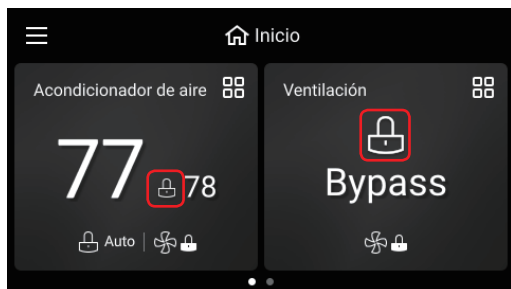 Inicio
Acondicionador de aire
77 78
Auto
Ventilación
Bypass